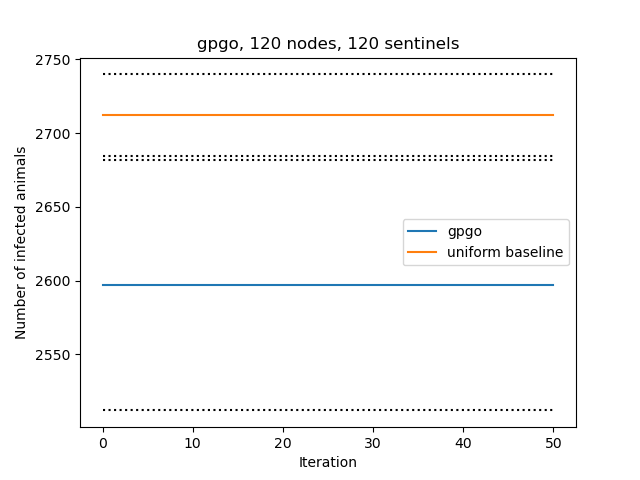 gpgo, 120 nodes, 120 sentinels
2750
2700
2650
2600
2550
Number of infected animals
gpgo
uniform baseline
0 10 20 30 40 50
Iteration